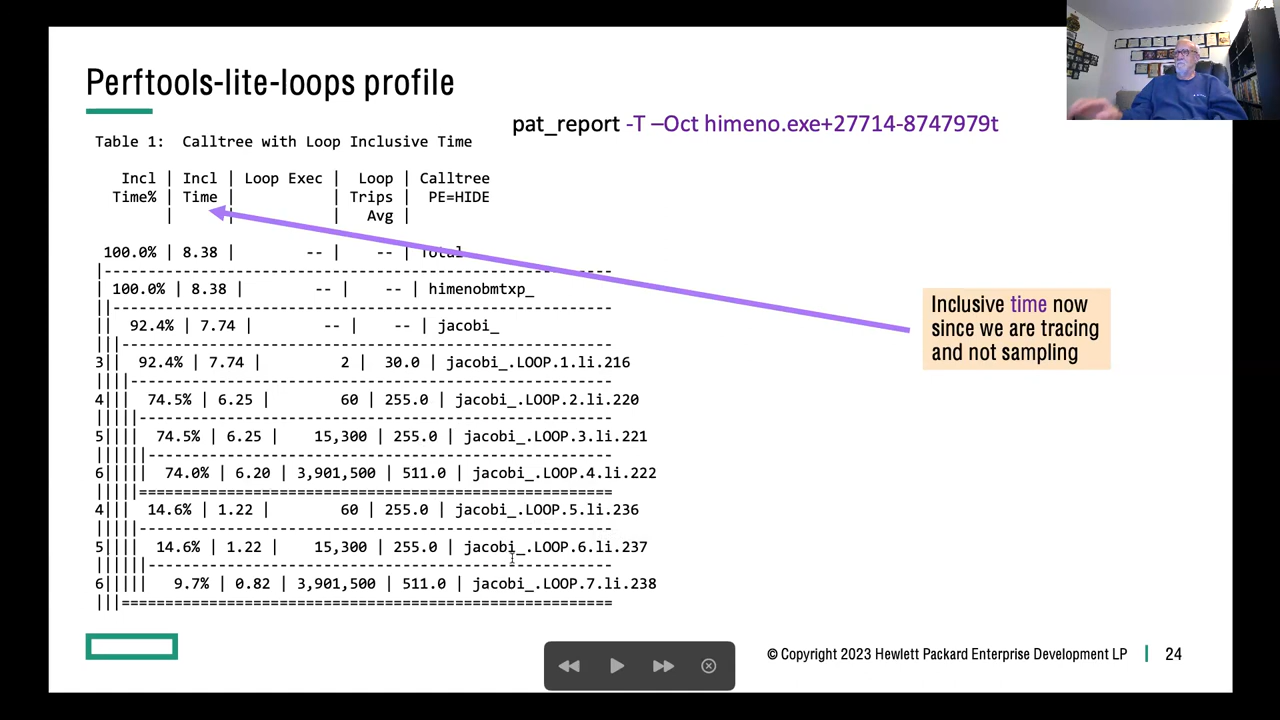 Perftools-lite-loops profile
pat_report -T –Oct himeno.exe+27714-8747979t
Table 1:  Calltree with Loop Inclusive Time
Incl | Incl | Loop Exec | Loop | Calltree
Time% | Time | | Trips | PE=HIDE
| | | Avg |
100.0% | 8.38 | -- | -- | Total
|------------------------------------------------------------
| 100.0% | 8.38 | -- | -- | himenobmtxp_
||-----------------------------------------------------------
|| 92.4% | 7.74 | -- | -- | jacobi_
|||----------------------------------------------------------
3|| 92.4% | 7.74 | 2 | 30.0 | jacobi_.LOOP.1.li.216
||||---------------------------------------------------------
4||| 74.5% | 6.25 | 60 | 255.0 | jacobi_.LOOP.2.li.220
|||||--------------------------------------------------------
5|||| 74.5% | 6.25 | 15,300 | 255.0 | jacobi_.LOOP.3.li.221
||||||-------------------------------------------------------
6||||| 74.0% | 6.20 | 3,901,500 | 511.0 | jacobi_.LOOP.4.li.222
|||||========================================================
4||| 14.6% | 1.22 | 60 | 255.0 | jacobi_.LOOP.5.li.236
|||||--------------------------------------------------------
5|||| 14.6% | 1.22 | 15,300 | 255.0 | jacobi_.LOOP.6.li.237
||||||-------------------------------------------------------
6||||| 9.7% | 0.82 | 3,901,500 | 511.0 | jacobi_.LOOP.7.li.238
|||==========================================================
Inclusive time now
since we are tracing
and not sampling
© Copyright 2023 Hewlett Packard Enterprise Development LP | 24